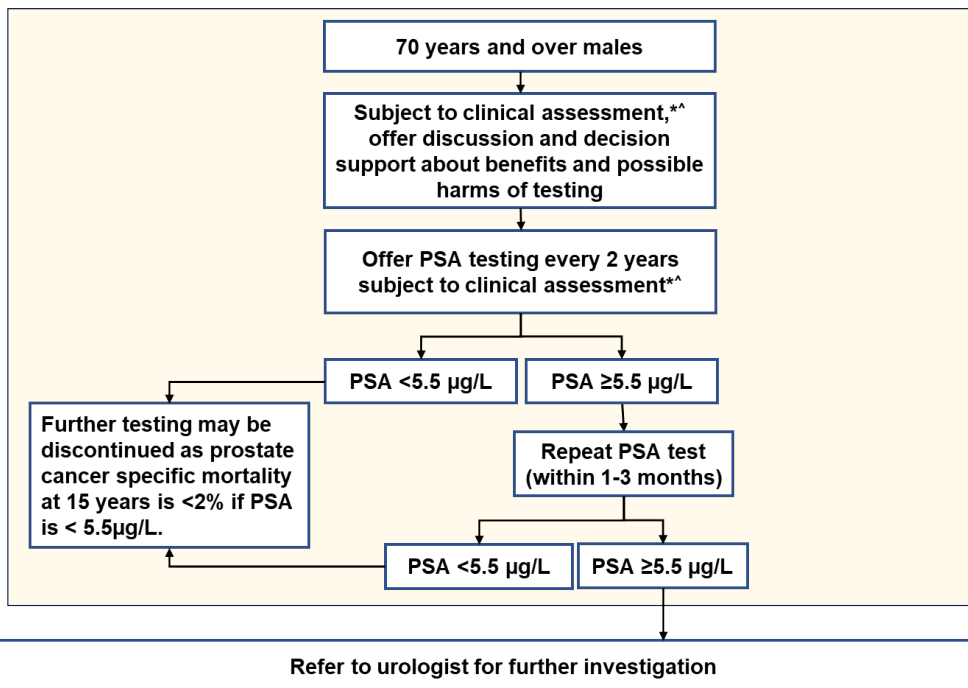 70 years and over males
Subject to clinical assessment,*^
offer discussion and decision
support about benefits and possible
harms of testing
Offer PSA testing every 2 years
subject to clinical assessment*^
PSA <5.5 µg/L
PSA ≥5.5 µg/L
Further testing may be
discontinued as prostate
cancer specific mortality
at 15 years is <2% if PSA
is < 5.5µg/L.
Repeat PSA test
(within 1-3 months)
PSA <5.5 µg/L
PSA ≥5.5 µg/L
Refer to urologist for further investigation